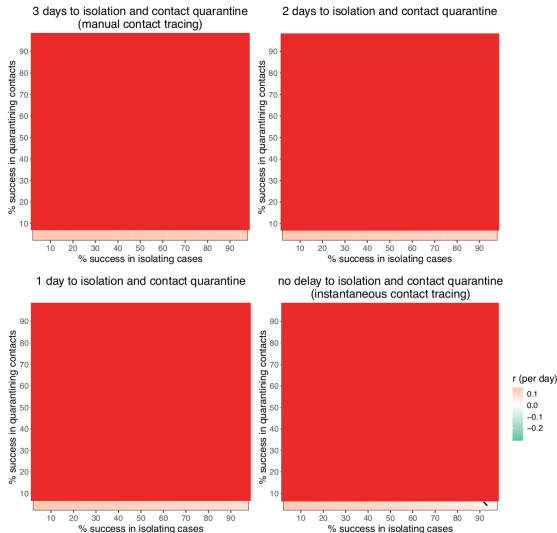 3 days to isolation and contact quarantine
(manual contact tracing)
2 days to isolation and contact quarantine
% success in quarantining contacts
90
80
70
60
50
40
30
20
10
10 20 30 40 50 60 70 80 90
% success in isolating cases
% success in quarantining contacts
90
80
70
60
50
40
30
20
10
10 20 30 40 50 60 70 80 90
% success in isolating cases
1 day to isolation and contact quarantine
no delay to isolation and contact quarantine
(instantaneous contact tracing)
% success in quarantining contacts
90
80
70
60
50
40
30
20
10
10 20 30 40 50 60 70 80 90
% success in isolating cases
% success in quarantining contacts
90
80
70
60
50
40
30
20
10
10 20 30 40 50 60 70 80 90
% success in isolating cases
r (per day)
0.1
0.0
−0.1
−0.2